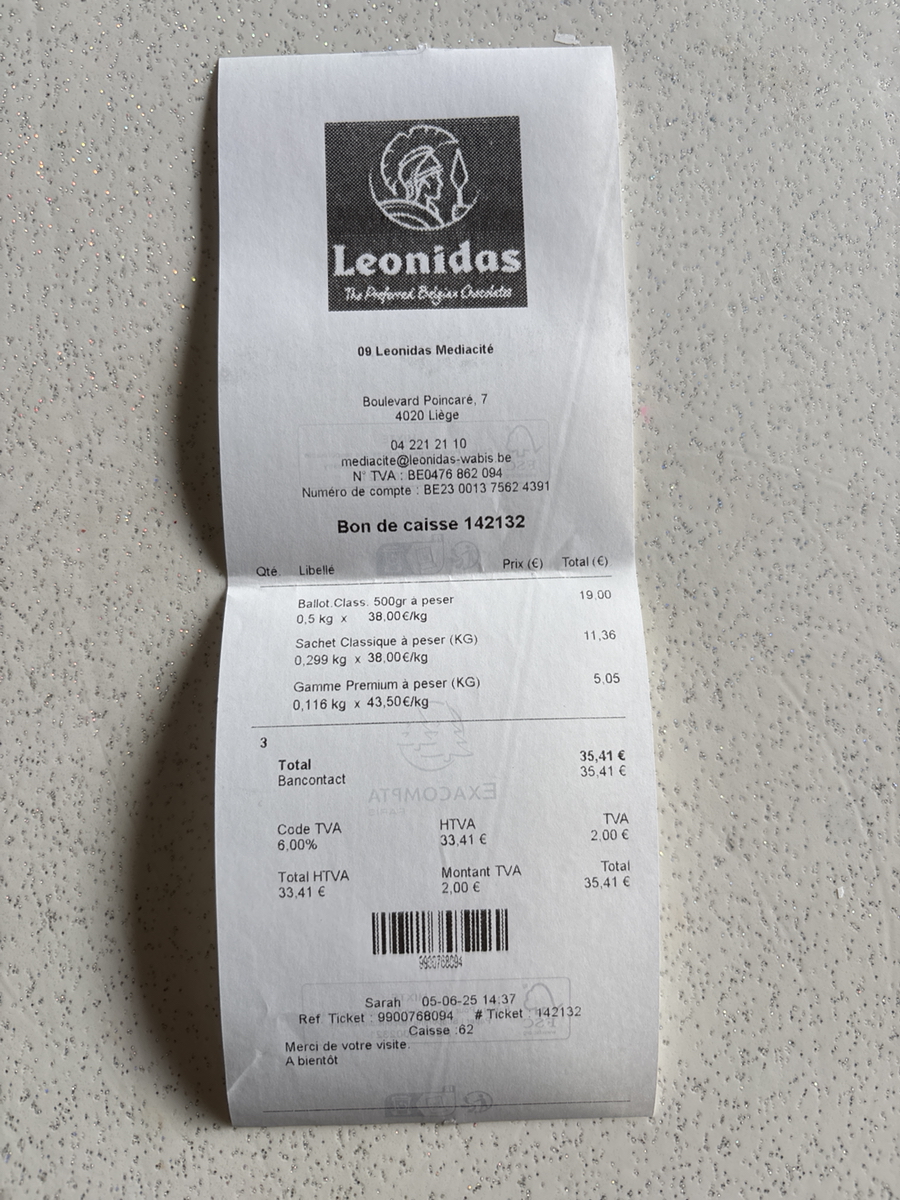 Leonidas
The Preferred Belgian Chocolates
09 Leonidas Mediacité
Boulevard Poincaré, 7
4020 Liège
04 221 21 10
mediacite@leonidas-wabis.be
N° TVA : BE0476 862 094
Numéro de compte : BE23 0013 7562 4391
Bon de caisse 142132
Qté Libellé Prix (€) Total (€)
Ballot.Class. 500gr à peser 19,00
0,5 kg x 38,00€/kg
Sachet Classique à peser (KG) 11,36
0,299 kg x 38,00€/kg
Gamme Premium à peser (KG) 5,05
0,116 kg x 43,50€/kg
3
Total 35,41 €
Bancontact 35,41 €
EXACOMPTA
PARIS
Code TVA HTVA TVA
6,00% 33,41 € 2,00 €
Total HTVA Montant TVA Total
33,41 € 2,00 € 35,41 €
9900768094
Sarah 05-06-25 14:37
Ref. Ticket : 9900768094 # Ticket : 142132
Caisse :62
Merci de votre visite.
A bientôt